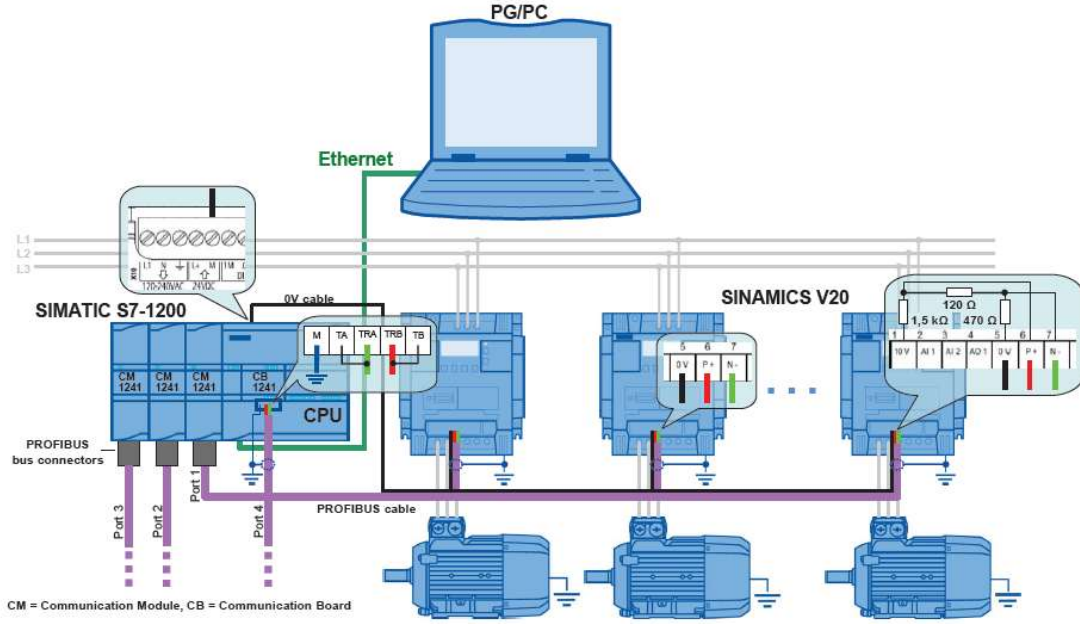 PG/PC
Ethernet
L1
L2
L3
X10
L1 N L+ M 1M
120-240VAC 24VDC
SIMATIC S7-1200
0V cable
SINAMICS V20
M TA TRA TRB TB
5 6 7
0 V P+ N-
120 Ω
1,5 kΩ 470 Ω
1 2 3 4 5 6 7
10 V AI 1 AI 2 AO 1 0 V P+ N-
CM 1241
CM 1241
CM 1241
CB 1241
CPU
PROFIBUS
bus connectors
Port 3
Port 2
Port 1
Port 4
PROFIBUS cable
CM = Communication Module, CB = Communication Board